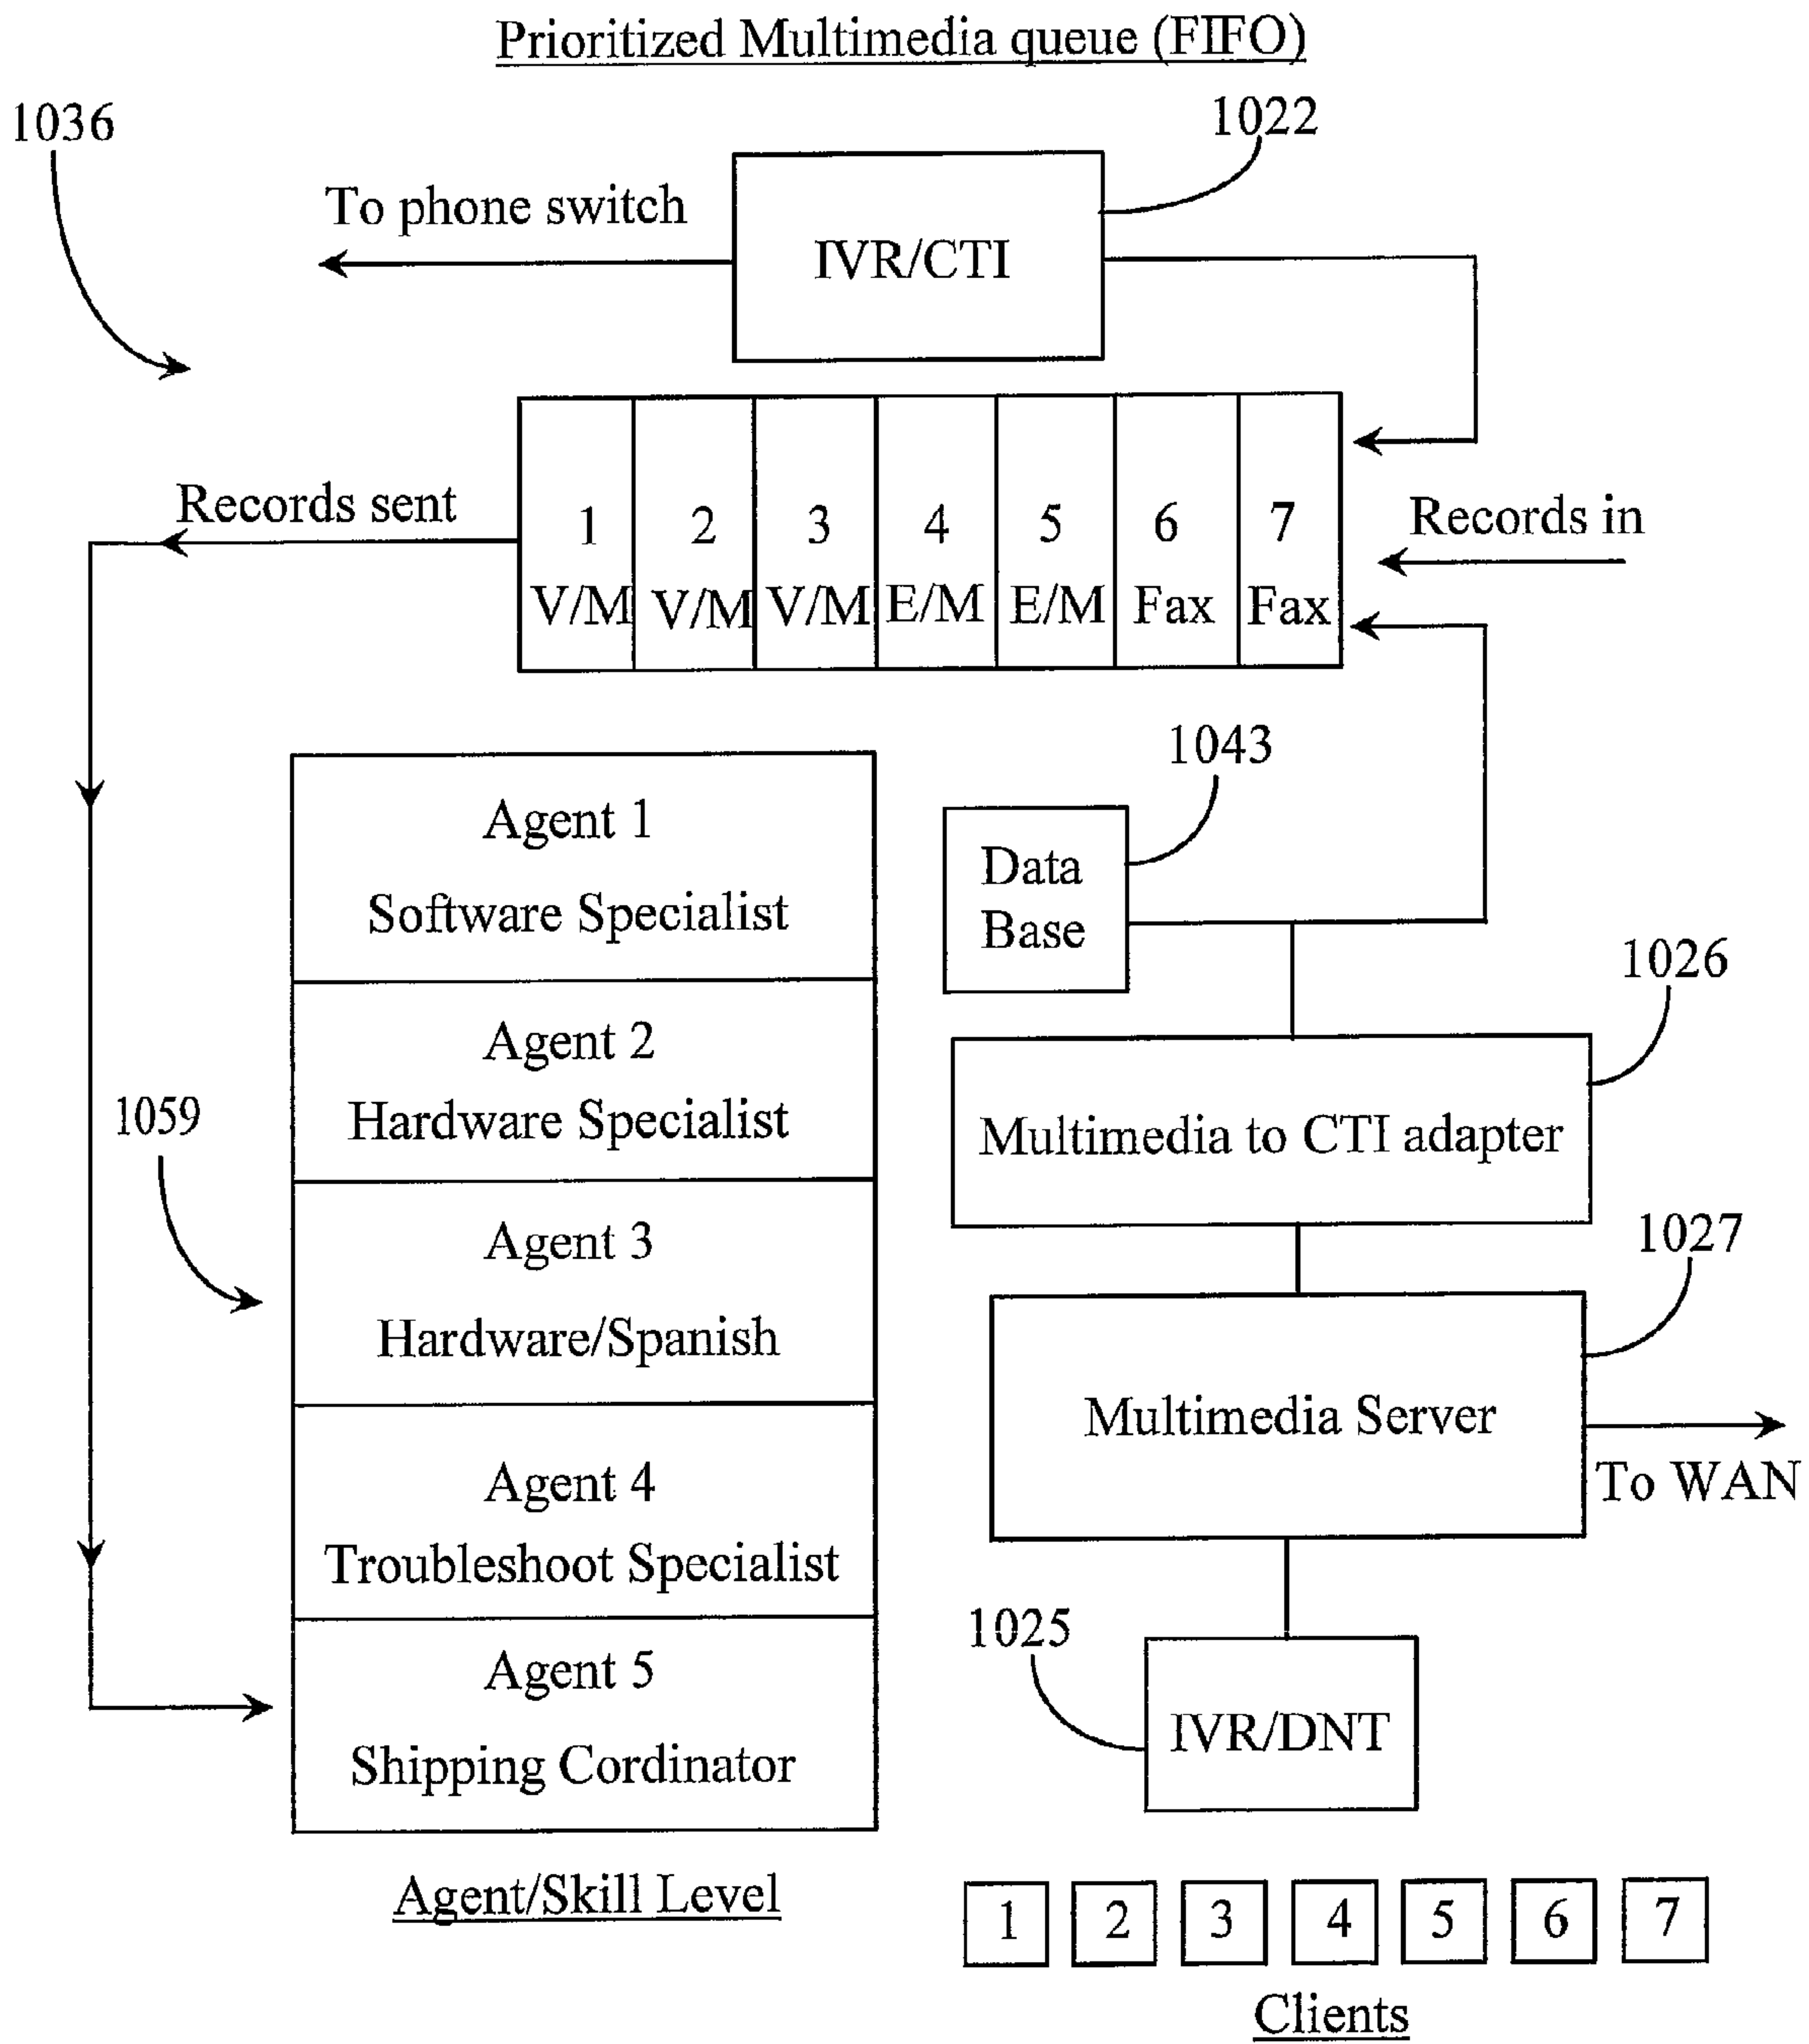 Prioritized Multimedia queue (FIFO)
1036
1022
To phone switch
IVR/CTI
Records sent
1 2 3 4 5 6 7
V/M V/M V/M E/M E/M Fax Fax
Records in
1043
Data
Base
Agent 1
Software Specialist
Agent 2
Hardware Specialist
1059
Agent 3
Hardware/Spanish
Agent 4
Troubleshoot Specialist
Agent 5
Shipping Cordinator
Agent/Skill Level
1026
Multimedia to CTI adapter
1027
Multimedia Server
To WAN
1025
IVR/DNT
1 2 3 4 5 6 7
Clients